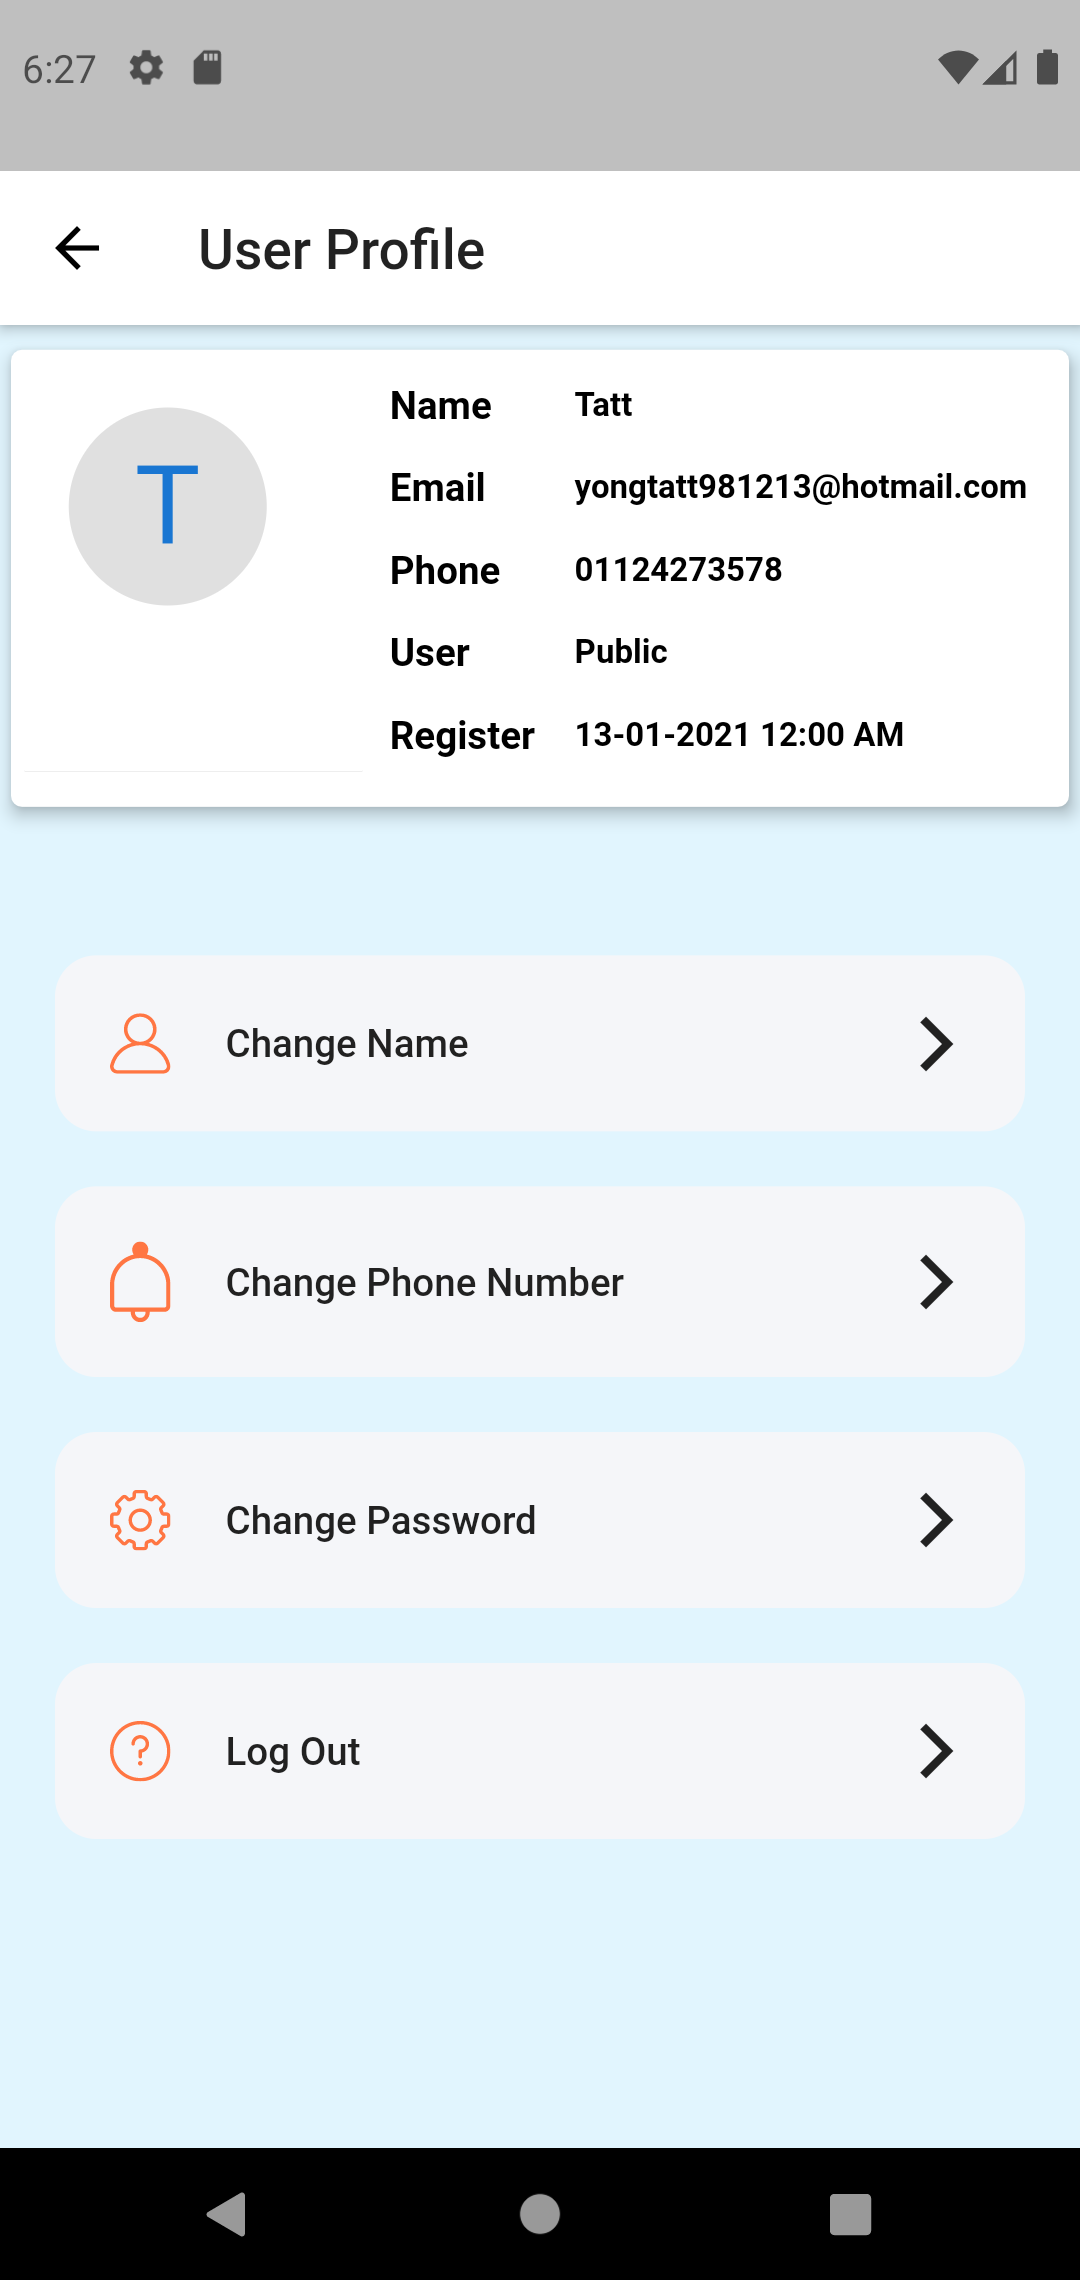 6:27
User Profile
T
Name Tatt
Email yongtatt981213@hotmail.com
Phone 01124273578
User Public
Register 13-01-2021 12:00 AM
Change Name
Change Phone Number
Change Password
? Log Out